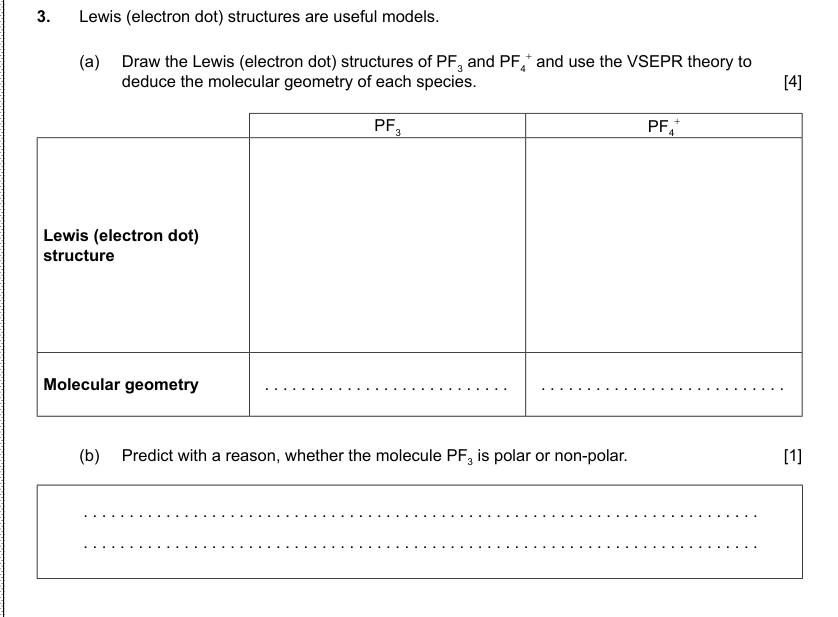 3. Lewis (electron dot) structures are useful models.
(a) Draw the Lewis (electron dot) structures of PF₃ and PF₄⁺ and use the VSEPR theory to
deduce the molecular geometry of each species. [4]
PF₃ PF₄⁺
Lewis (electron dot)
structure
Molecular geometry . . . . . . . . . . . . . . . . . . . . . . . . . . . . . . . . . . . . . . . . . . . . . . . . . . . . . .
(b) Predict with a reason, whether the molecule PF₃ is polar or non-polar. [1]